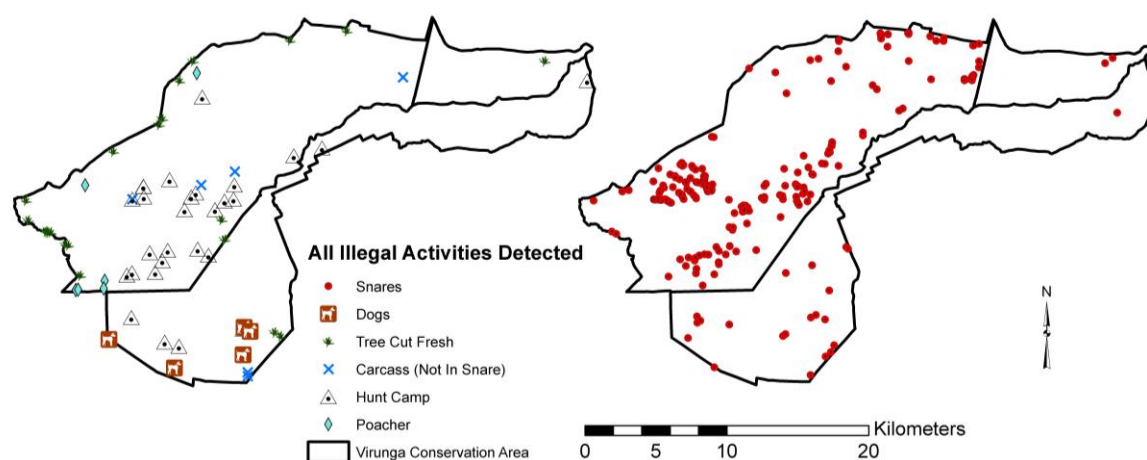 All Illegal Activities Detected
Snares
Dogs
Tree Cut Fresh
Carcass (Not In Snare)
Hunt Camp
Poacher
Virunga Conservation Area
N
Kilometers
0 5 10 20